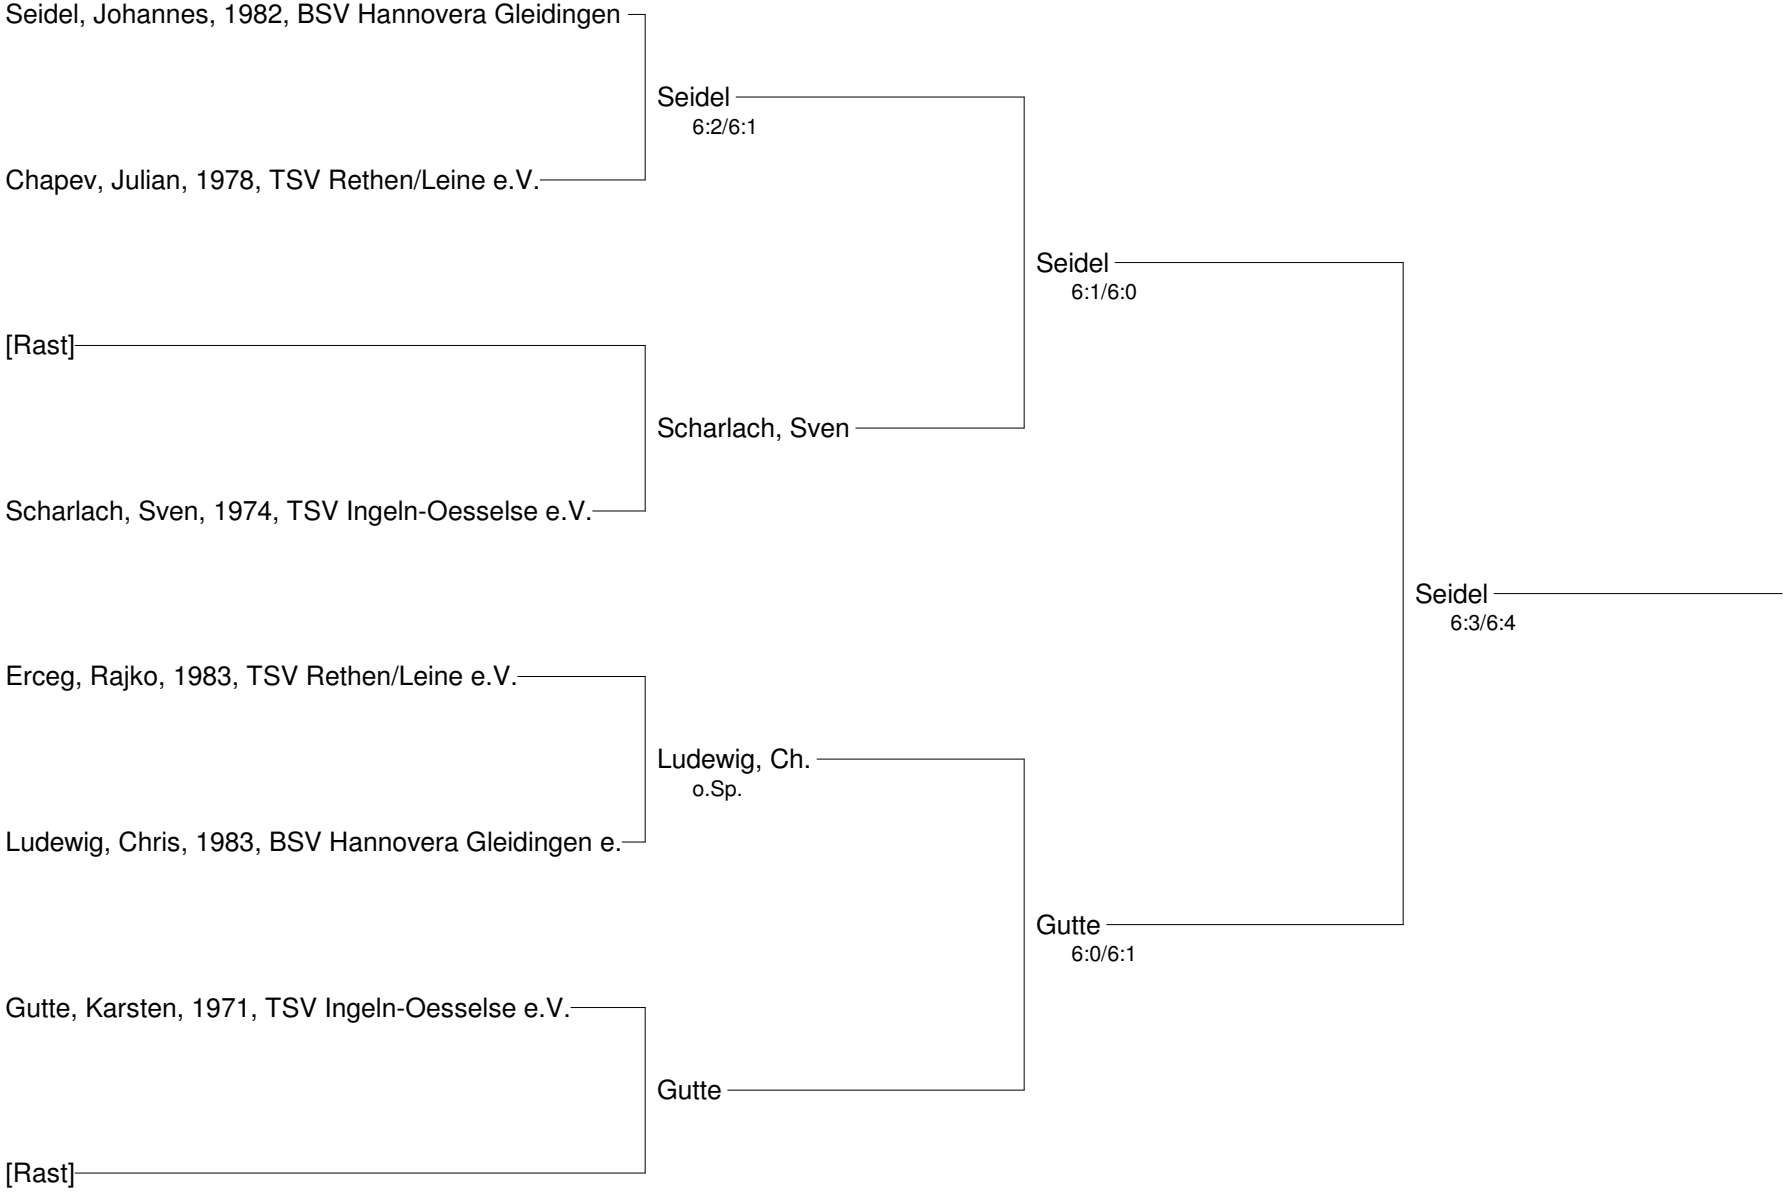 Seidel, Johannes, 1982, BSV Hannovera Gleidingen
Seidel
6:2/6:1
Chapev, Julian, 1978, TSV Rethen/Leine e.V.
Seidel
6:1/6:0
[Rast]
Scharlach, Sven
Scharlach, Sven, 1974, TSV Ingeln-Oesselse e.V.
Seidel
6:3/6:4
Erceg, Rajko, 1983, TSV Rethen/Leine e.V.
Ludewig, Ch.
o.Sp.
Ludewig, Chris, 1983, BSV Hannovera Gleidingen e.
Gutte
6:0/6:1
Gutte, Karsten, 1971, TSV Ingeln-Oesselse e.V.
Gutte
[Rast]